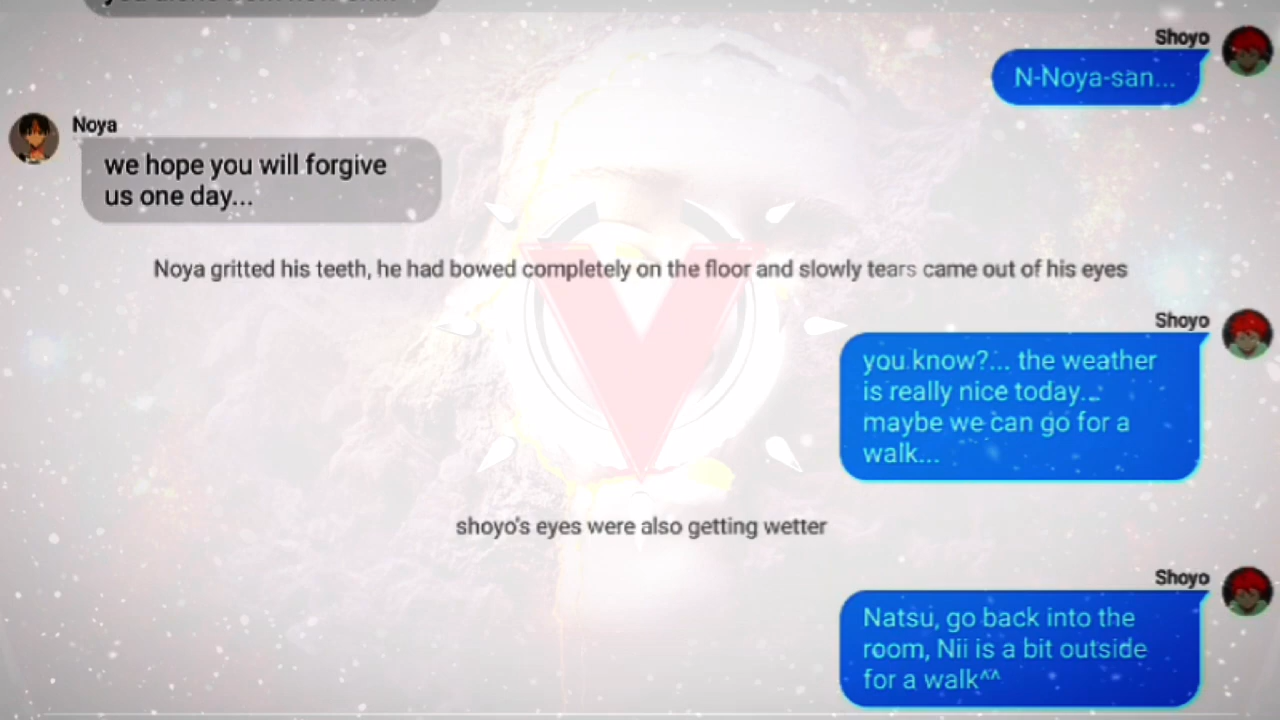 Shoyo
N-Noya-san...
Noya
we hope you will forgive
us one day...
Noya gritted his teeth, he had bowed completely on the floor and slowly tears came out of his eyes
Shoyo
you know?... the weather
is really nice today...
maybe we can go for a
walk...
shoyo's eyes were also getting wetter
Shoyo
Natsu, go back into the
room, Nii is a bit outside
for a walk^^